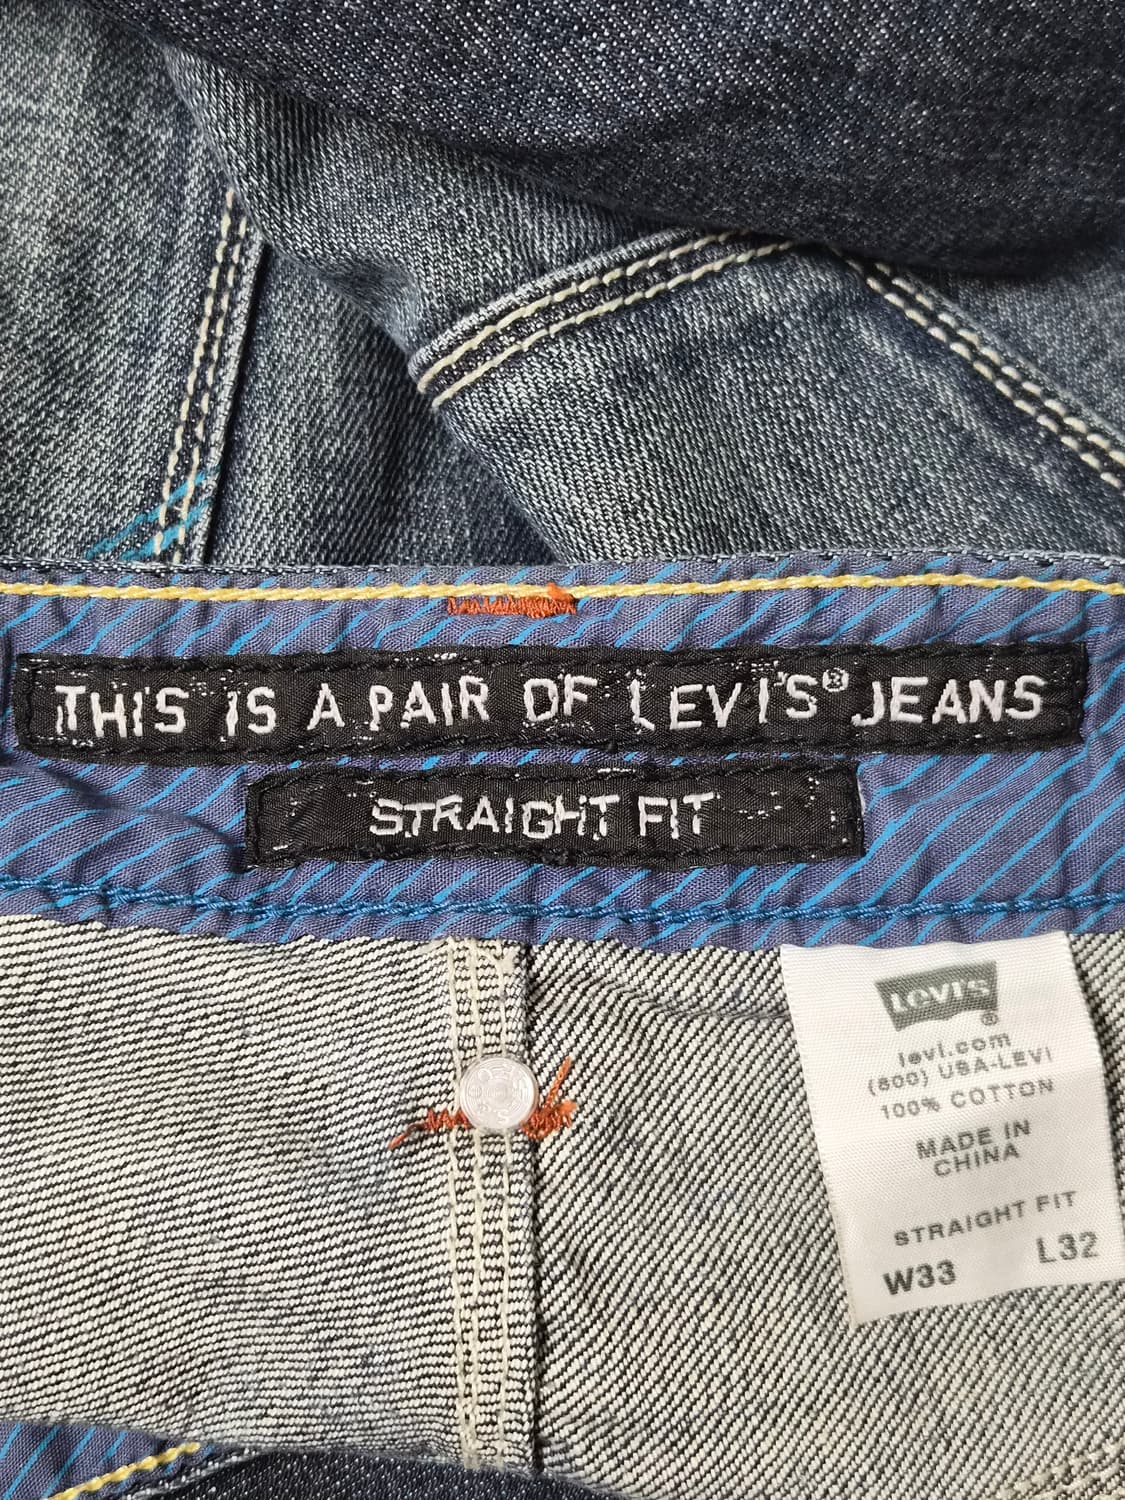 THIS IS A PAIR OF LEVI'S® JEANS
STRAIGHT FIT
LEVI'S
®
levi.com
(800) USA-LEVI
100% COTTON
MADE IN
CHINA
STRAIGHT FIT
W33 L32